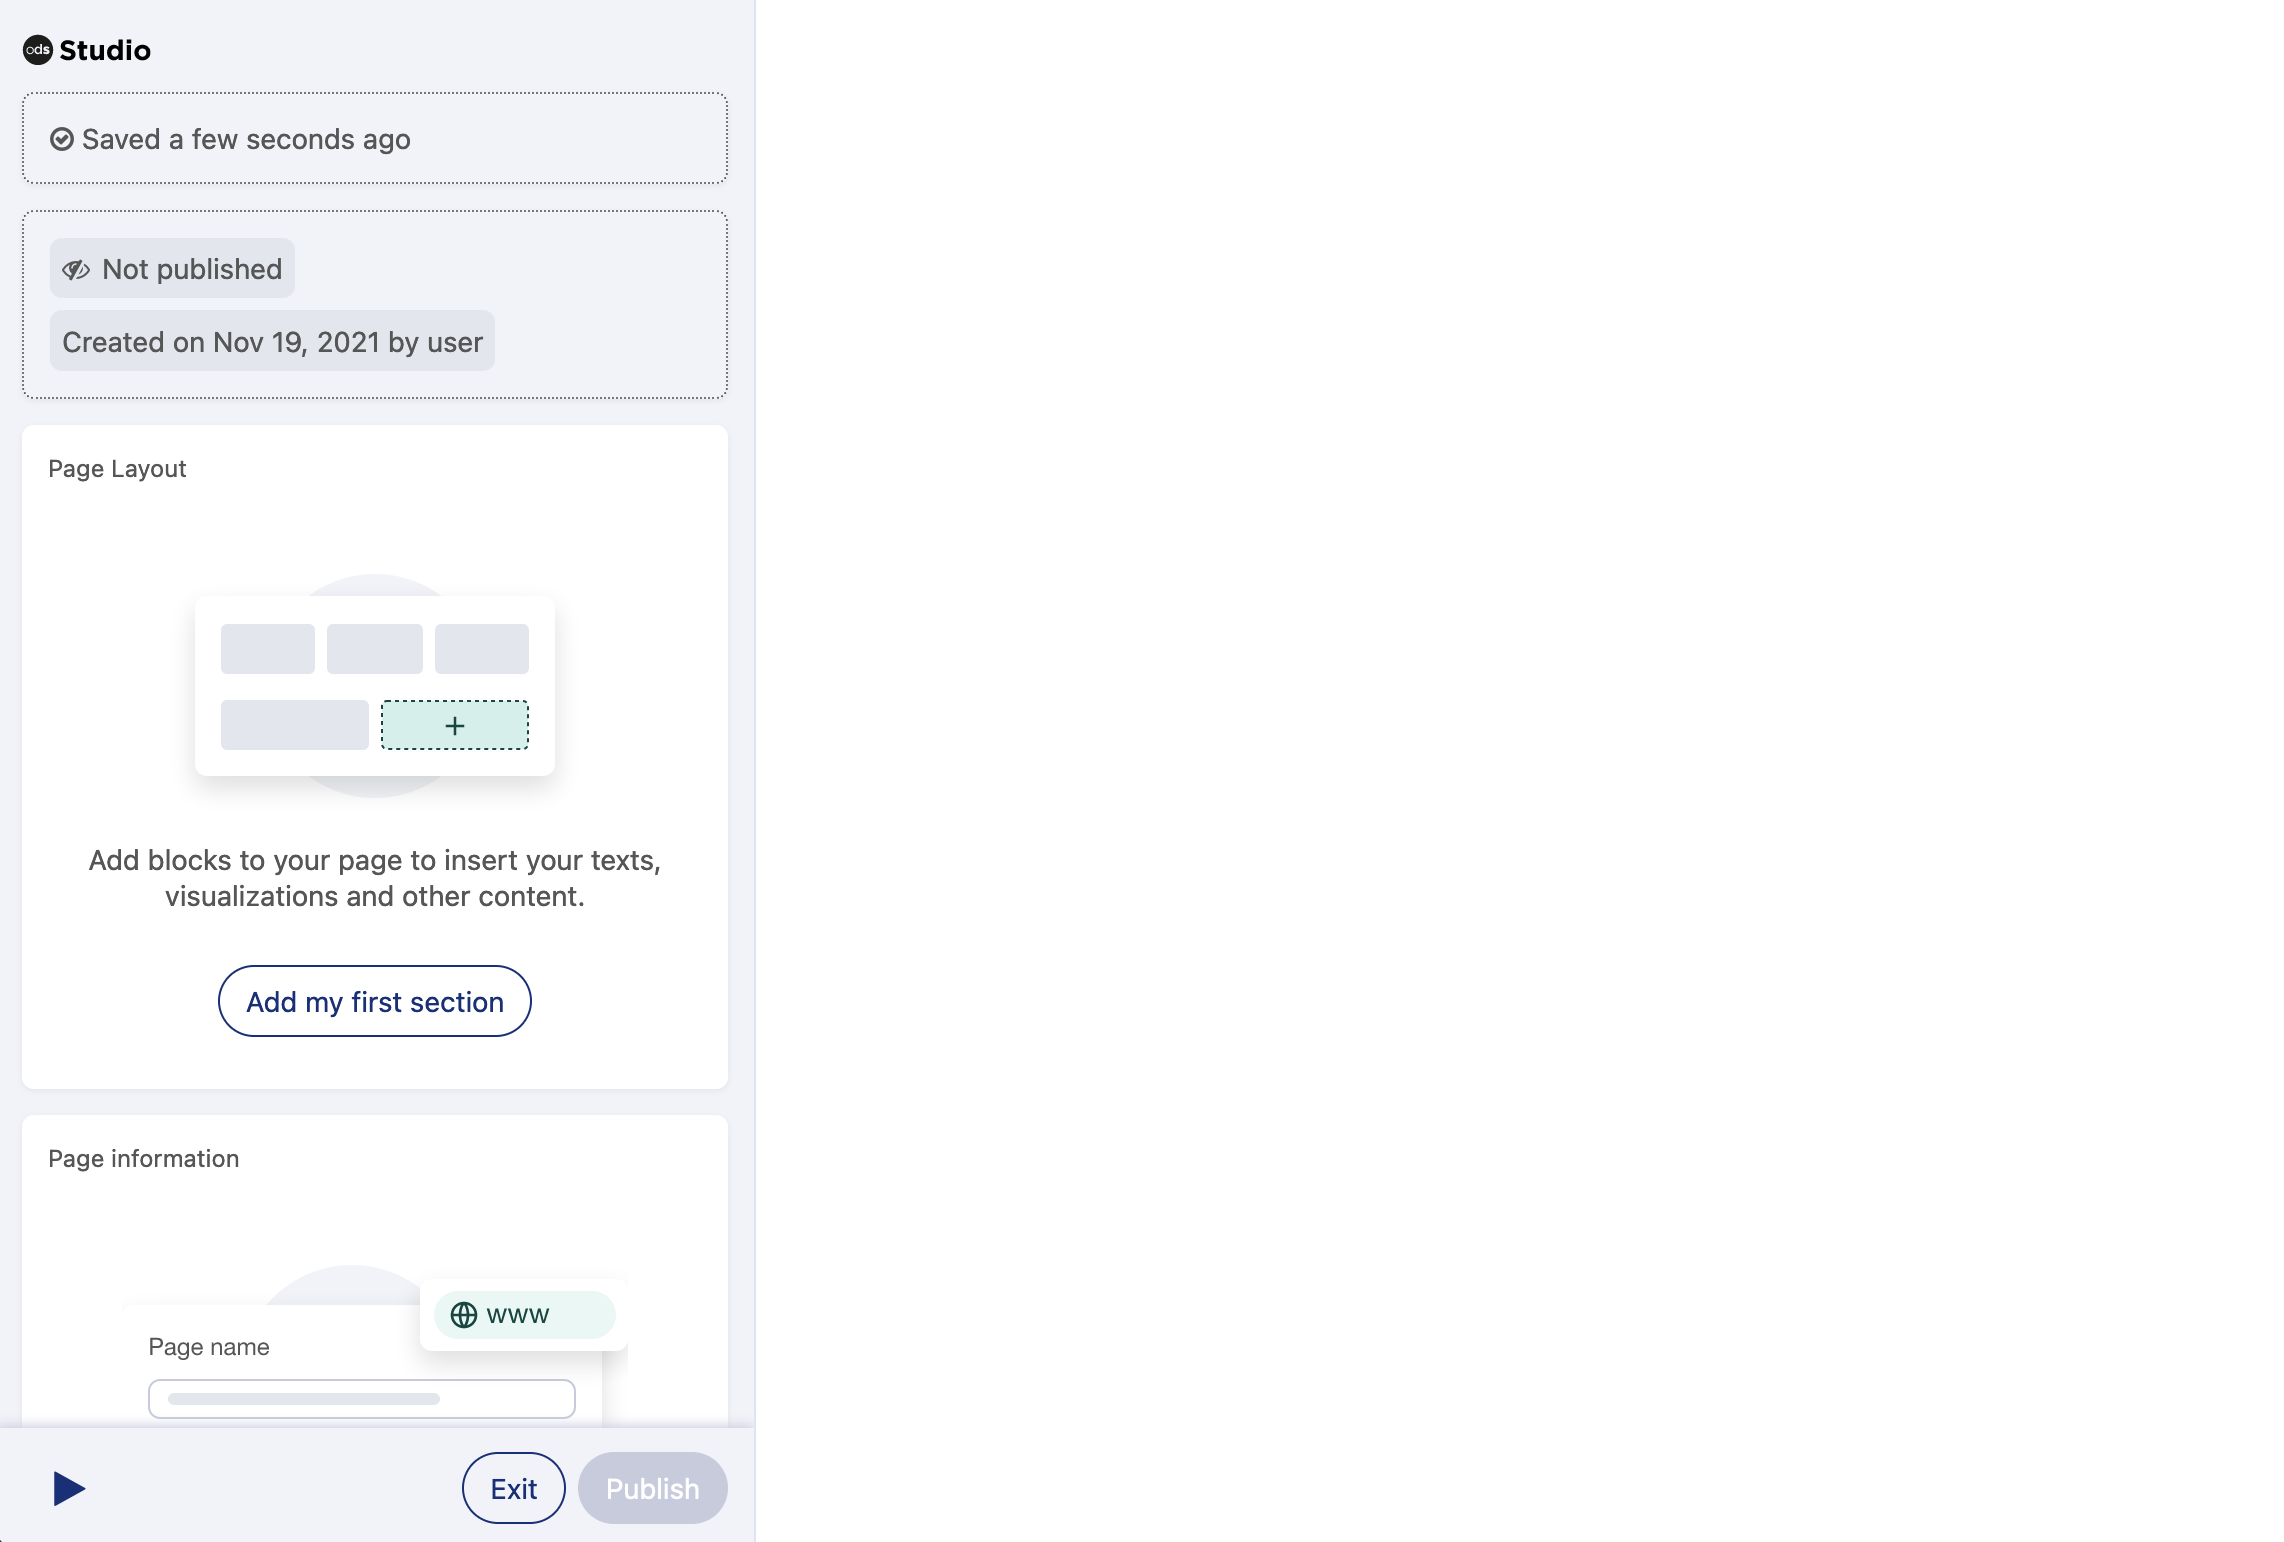 ods Studio
Saved a few seconds ago
Not published
Created on Nov 19, 2021 by user
Page Layout
Add blocks to your page to insert your texts,
visualizations and other content.
Add my first section
Page information
www
Page name
Exit
Publish